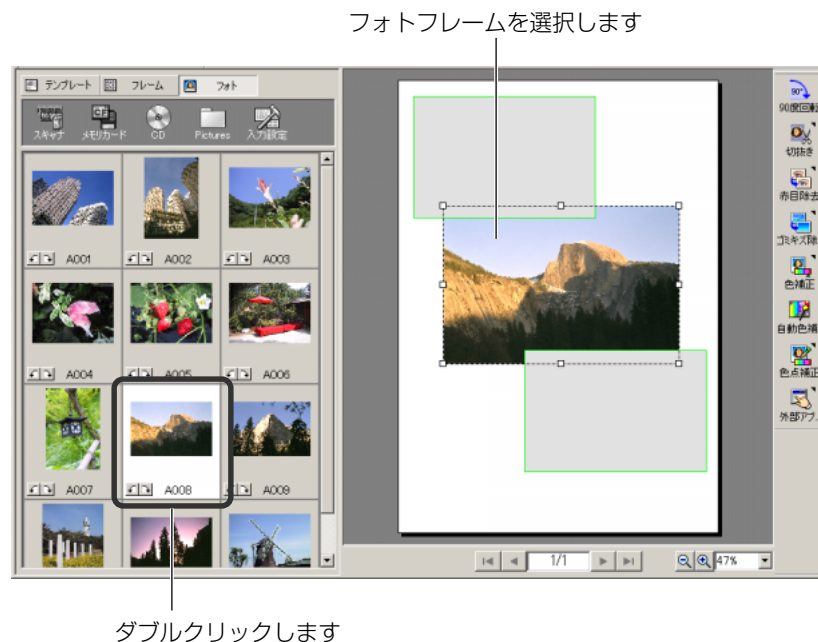 フォトフレームを選択します
テンプレート フレーム フォト
スキャナ メモリカード CD Pictures 入力設定
A001 A002 A003
A004 A005 A006
A007 A008 A009
90°
90度回転
切抜き
赤目除去
ゴミキズ除
色補正
自動色補
色点補正
外部アプ
1/1 47%
ダブルクリックします